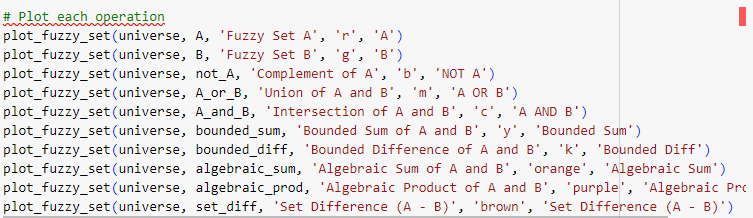 # Plot each operation
plot_fuzzy_set(universe, A, 'Fuzzy Set A', 'r', 'A')
plot_fuzzy_set(universe, B, 'Fuzzy Set B', 'g', 'B')
plot_fuzzy_set(universe, not_A, 'Complement of A', 'b', 'NOT A')
plot_fuzzy_set(universe, A_or_B, 'Union of A and B', 'm', 'A OR B')
plot_fuzzy_set(universe, A_and_B, 'Intersection of A and B', 'c', 'A AND B')
plot_fuzzy_set(universe, bounded_sum, 'Bounded Sum of A and B', 'y', 'Bounded Sum')
plot_fuzzy_set(universe, bounded_diff, 'Bounded Difference of A and B', 'k', 'Bounded Diff')
plot_fuzzy_set(universe, algebraic_sum, 'Algebraic Sum of A and B', 'orange', 'Algebraic Sum')
plot_fuzzy_set(universe, algebraic_prod, 'Algebraic Product of A and B', 'purple', 'Algebraic Pro
plot_fuzzy_set(universe, set_diff, 'Set Difference (A - B)', 'brown', 'Set Difference (A - B)')